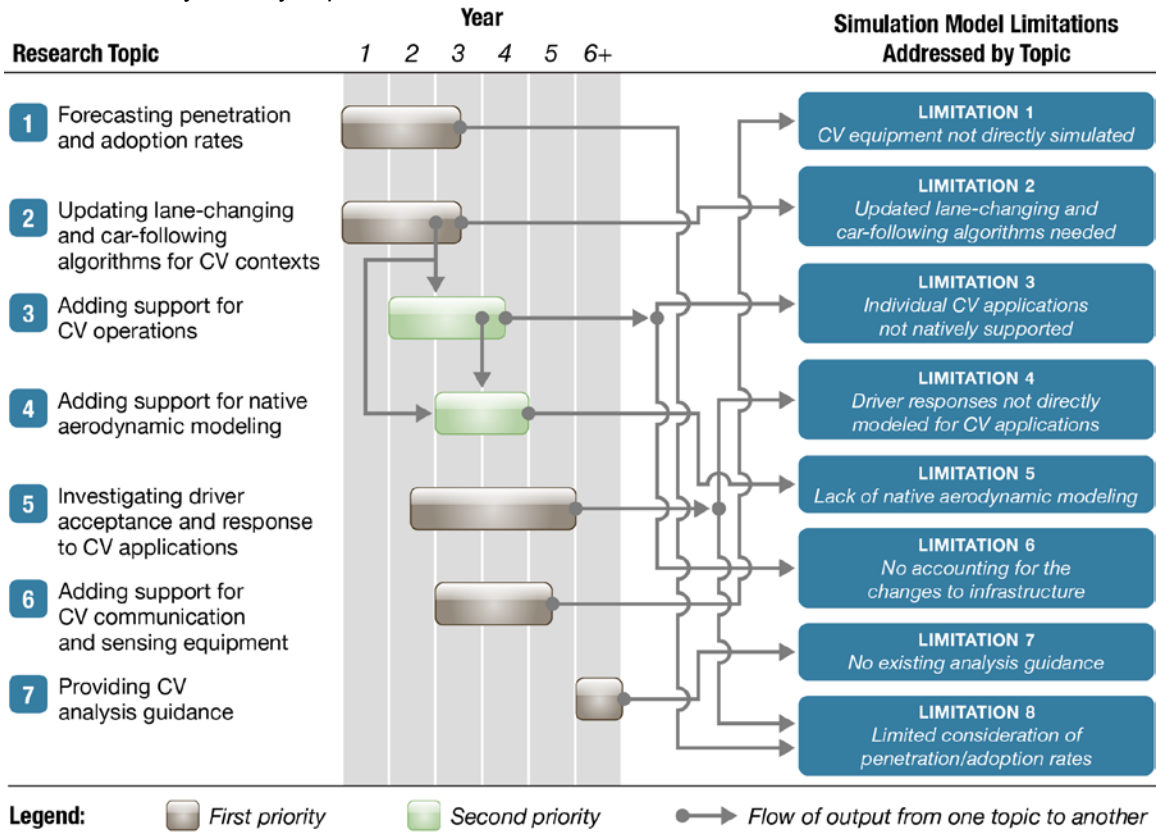 Year
Simulation Model Limitations
Addressed by Topic
Research Topic
1 2 3 4 5 6+
1
Forecasting penetration
and adoption rates
2
Updating lane-changing
and car-following
algorithms for CV contexts
3
Adding support for
CV operations
4
Adding support for native
aerodynamic modeling
5
Investigating driver
acceptance and response
to CV applications
6
Adding support for
CV communication
and sensing equipment
7
Providing CV
analysis guidance
LIMITATION 1
CV equipment not directly simulated
LIMITATION 2
Updated lane-changing and
car-following algorithms needed
LIMITATION 3
Individual CV applications
not natively supported
LIMITATION 4
Driver responses not directly
modeled for CV applications
LIMITATION 5
Lack of native aerodynamic modeling
LIMITATION 6
No accounting for the
changes to infrastructure
LIMITATION 7
No existing analysis guidance
LIMITATION 8
Limited consideration of
penetration/adoption rates
Legend:
First priority
Second priority
Flow of output from one topic to another